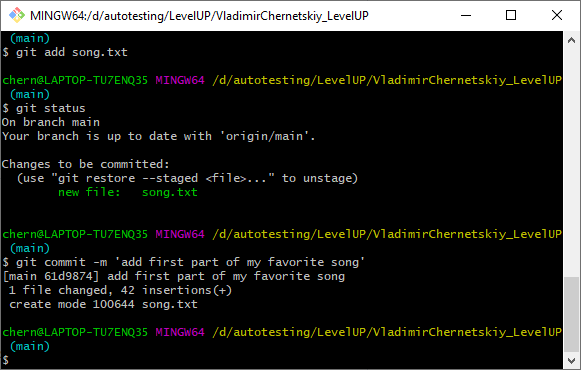 MINGW64:/d/autotesting/LevelUP/VladimirChernetskiy_LevelUP
(main)
$ git add song.txt
chern@LAPTOP-TU7ENQ35 MINGW64 /d/autotesting/LevelUP/VladimirChernetskiy_LevelUP
(main)
$ git status
On branch main
Your branch is up to date with 'origin/main'.
Changes to be committed:
(use "git restore --staged <file>..." to unstage)
new file:   song.txt
chern@LAPTOP-TU7ENQ35 MINGW64 /d/autotesting/LevelUP/VladimirChernetskiy_LevelUP
(main)
$ git commit -m 'add first part of my favorite song'
[main 61d9874] add first part of my favorite song
1 file changed, 42 insertions(+)
create mode 100644 song.txt
chern@LAPTOP-TU7ENQ35 MINGW64 /d/autotesting/LevelUP/VladimirChernetskiy_LevelUP
(main)
$